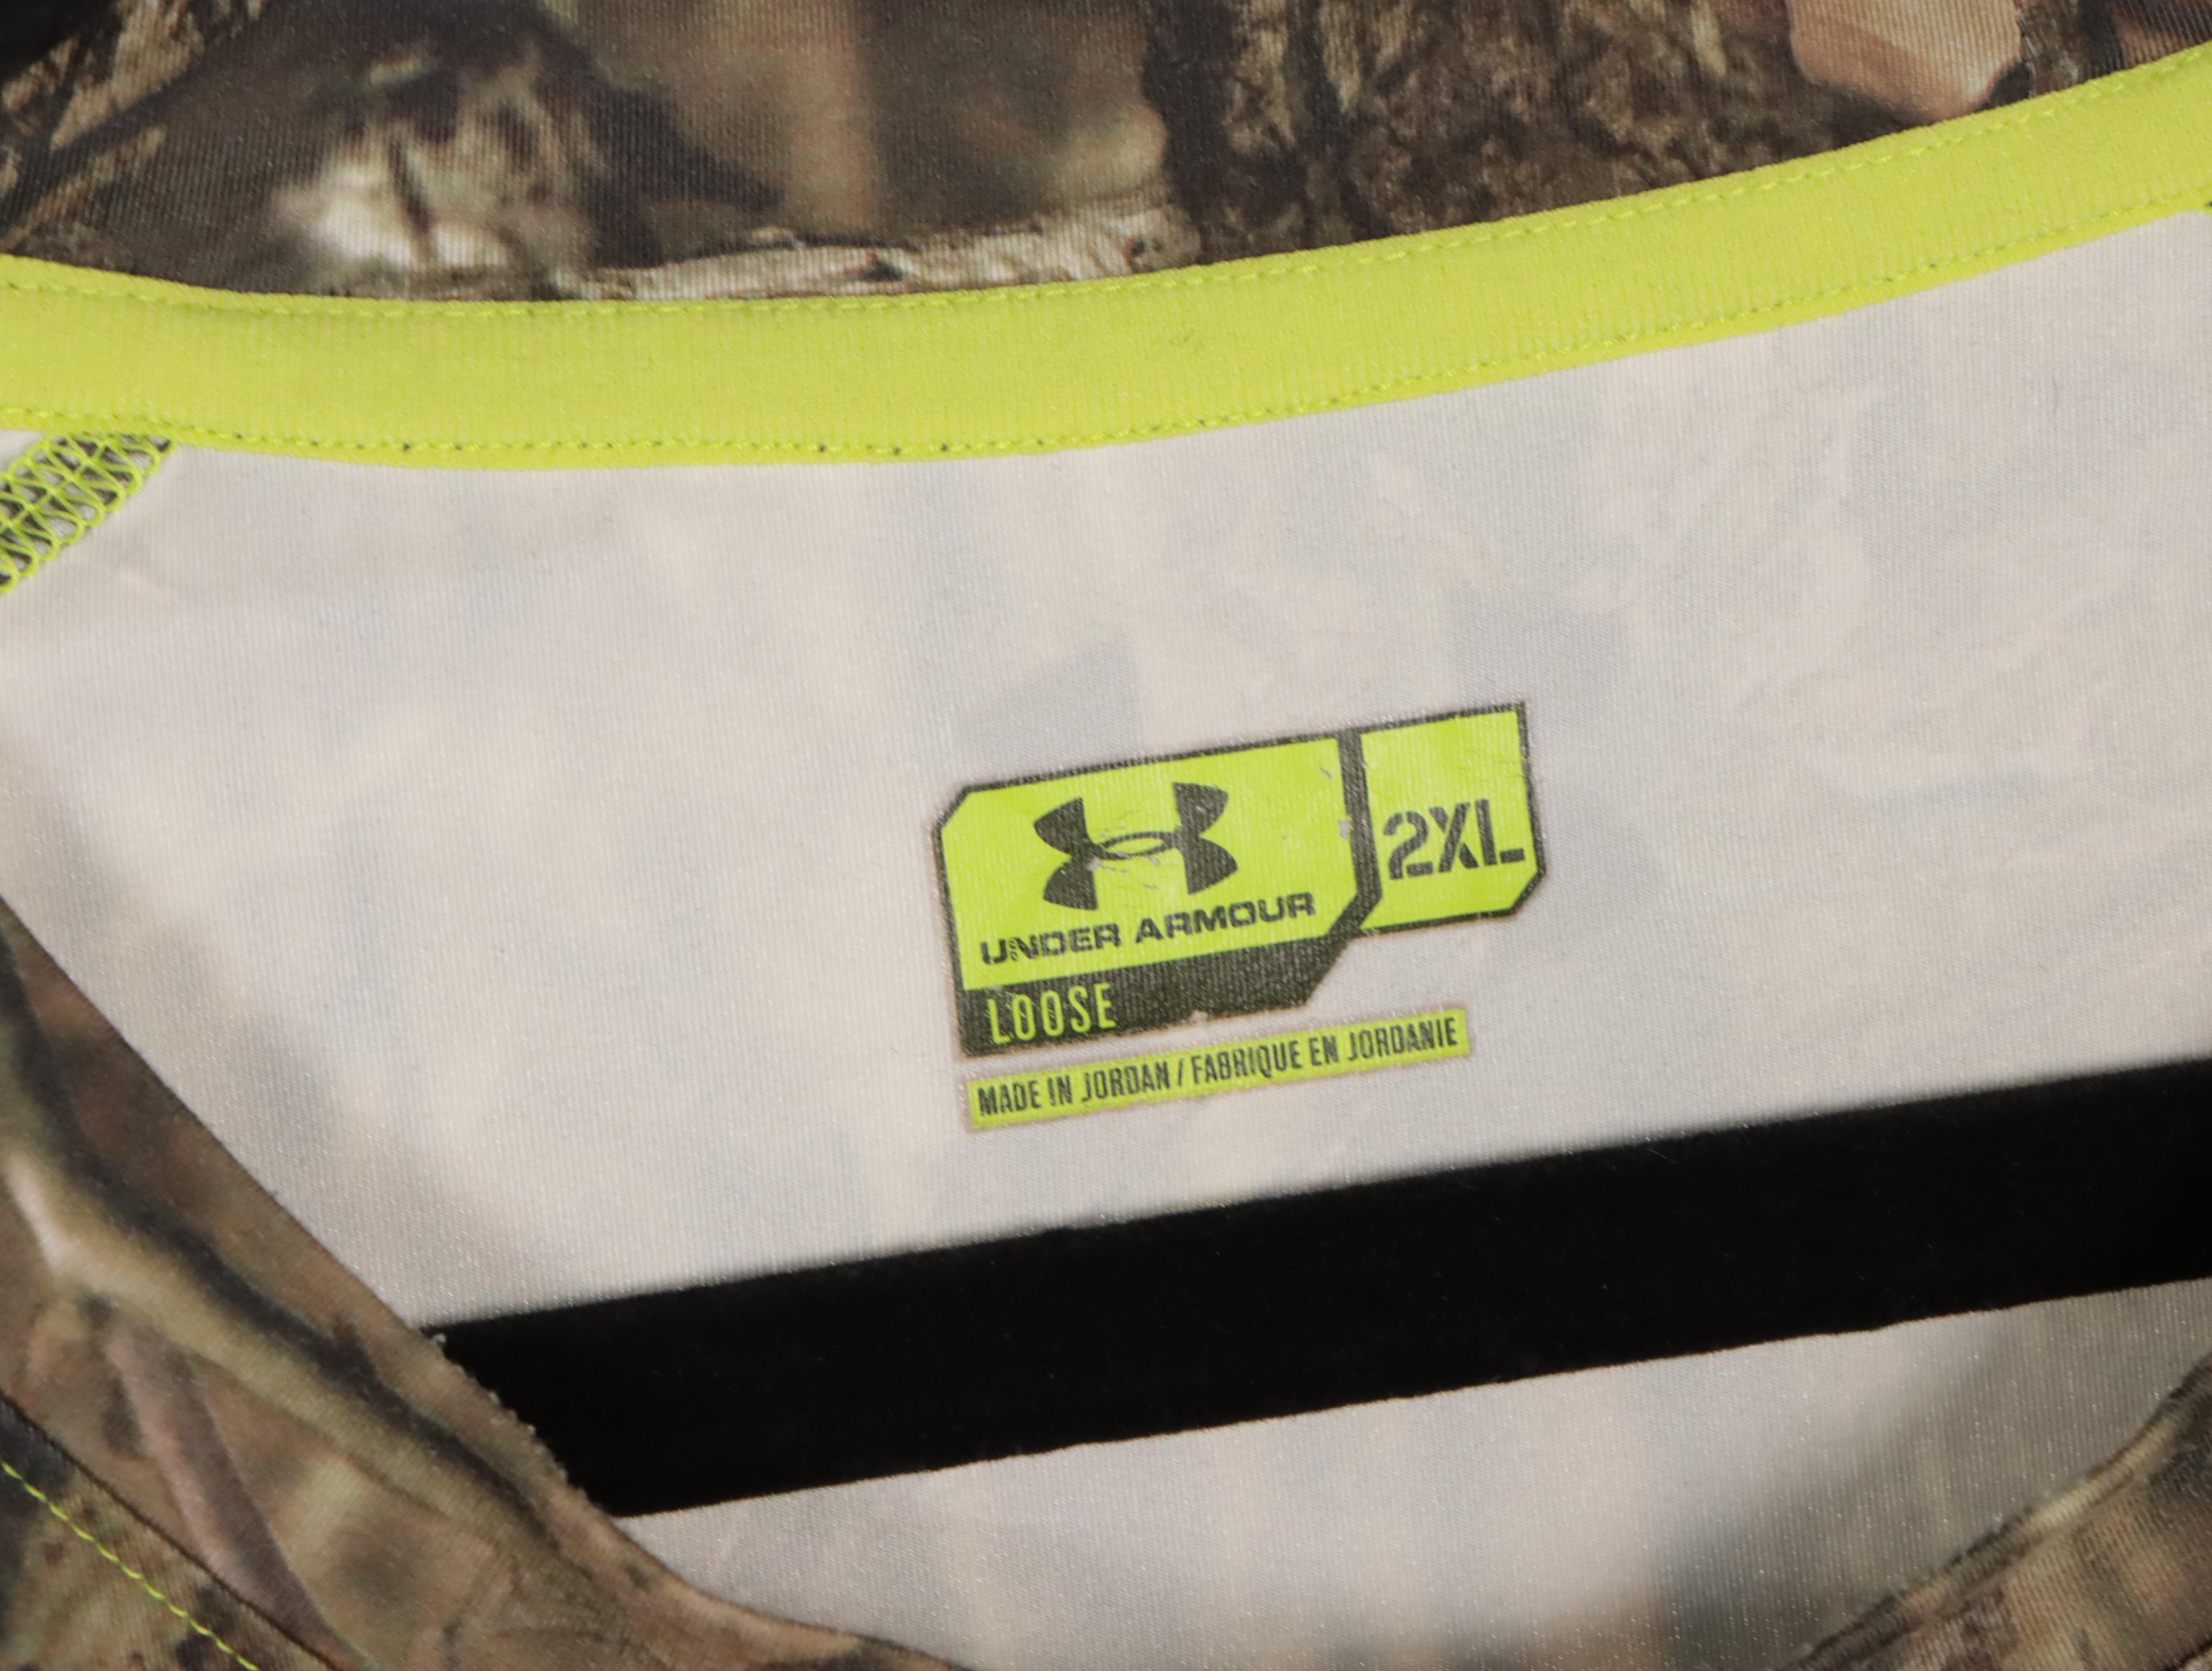 2XL
UNDER ARMOUR
LOOSE
MADE IN JORDAN / FABRIQUE EN JORDANIE